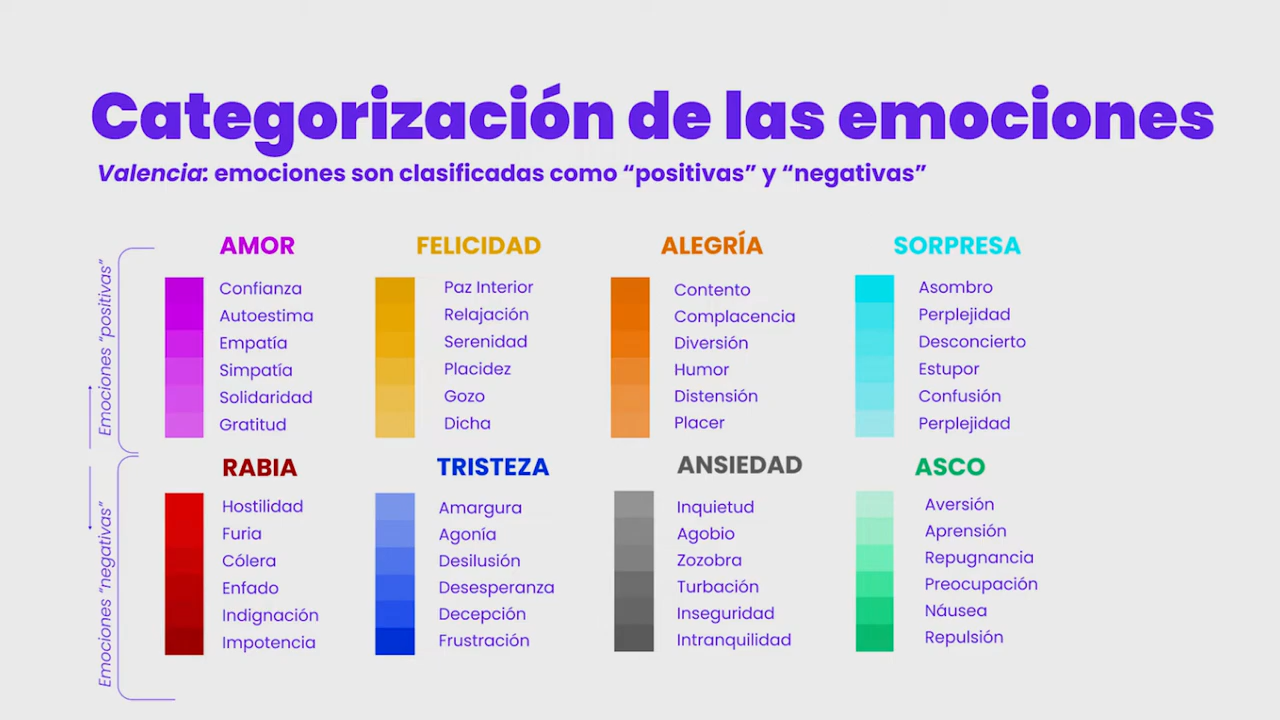 Categorización de las emociones
Valencia: emociones son clasificadas como “positivas” y “negativas”
Emociones “positivas”
AMOR
Confianza
Autoestima
Empatía
Simpatía
Solidaridad
Gratitud
FELICIDAD
Paz Interior
Relajación
Serenidad
Placidez
Gozo
Dicha
ALEGRÍA
Contento
Complacencia
Diversión
Humor
Distensión
Placer
SORPRESA
Asombro
Perplejidad
Desconcierto
Estupor
Confusión
Perplejidad
Emociones “negativas”
RABIA
Hostilidad
Furia
Cólera
Enfado
Indignación
Impotencia
TRISTEZA
Amargura
Agonía
Desilusión
Desesperanza
Decepción
Frustración
ANSIEDAD
Inquietud
Agobio
Zozobra
Turbación
Inseguridad
Intranquilidad
ASCO
Aversión
Aprensión
Repugnancia
Preocupación
Náusea
Repulsión